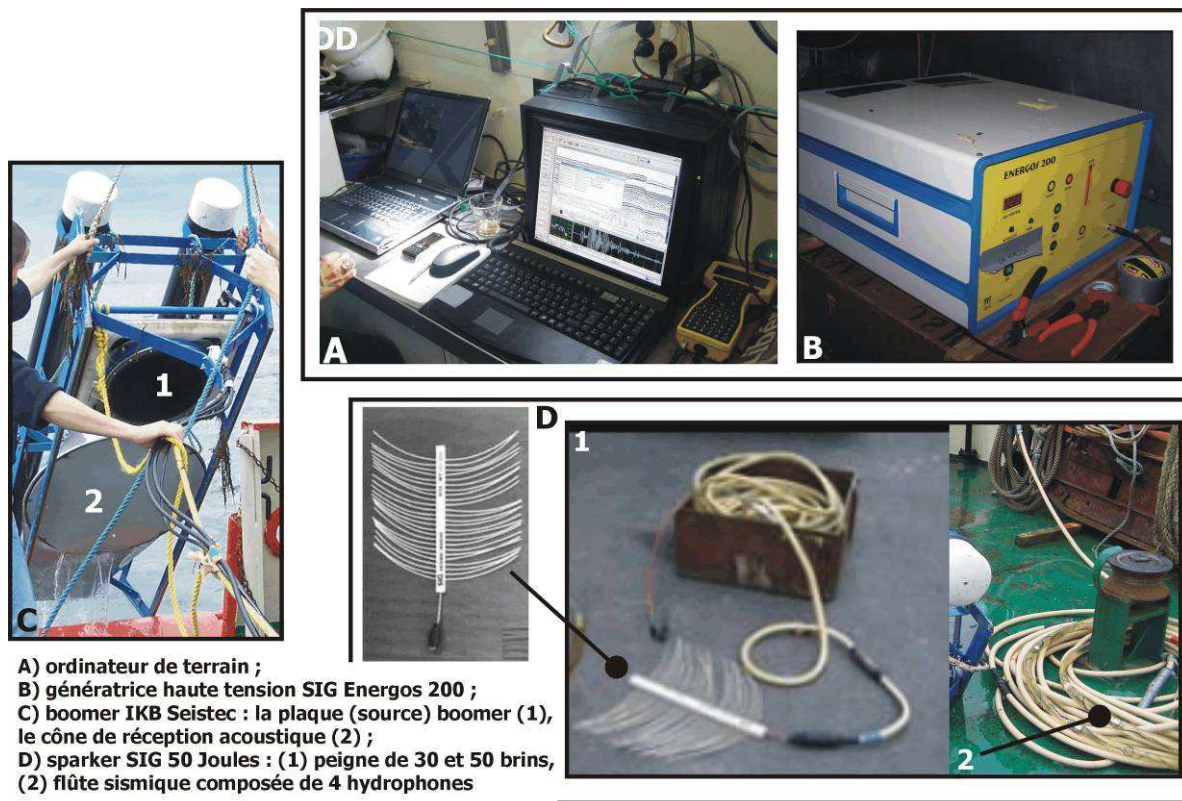 DD
A
ENERGOS 200
B
1
2
C
D
SIG
1
2
A) ordinateur de terrain ;
B) génératrice haute tension SIG Energos 200 ;
C) boomer IKB Seistec : la plaque (source) boomer (1),
le cône de réception acoustique (2) ;
D) sparker SIG 50 Joules : (1) peigne de 30 et 50 brins,
(2) flûte sismique composée de 4 hydrophones